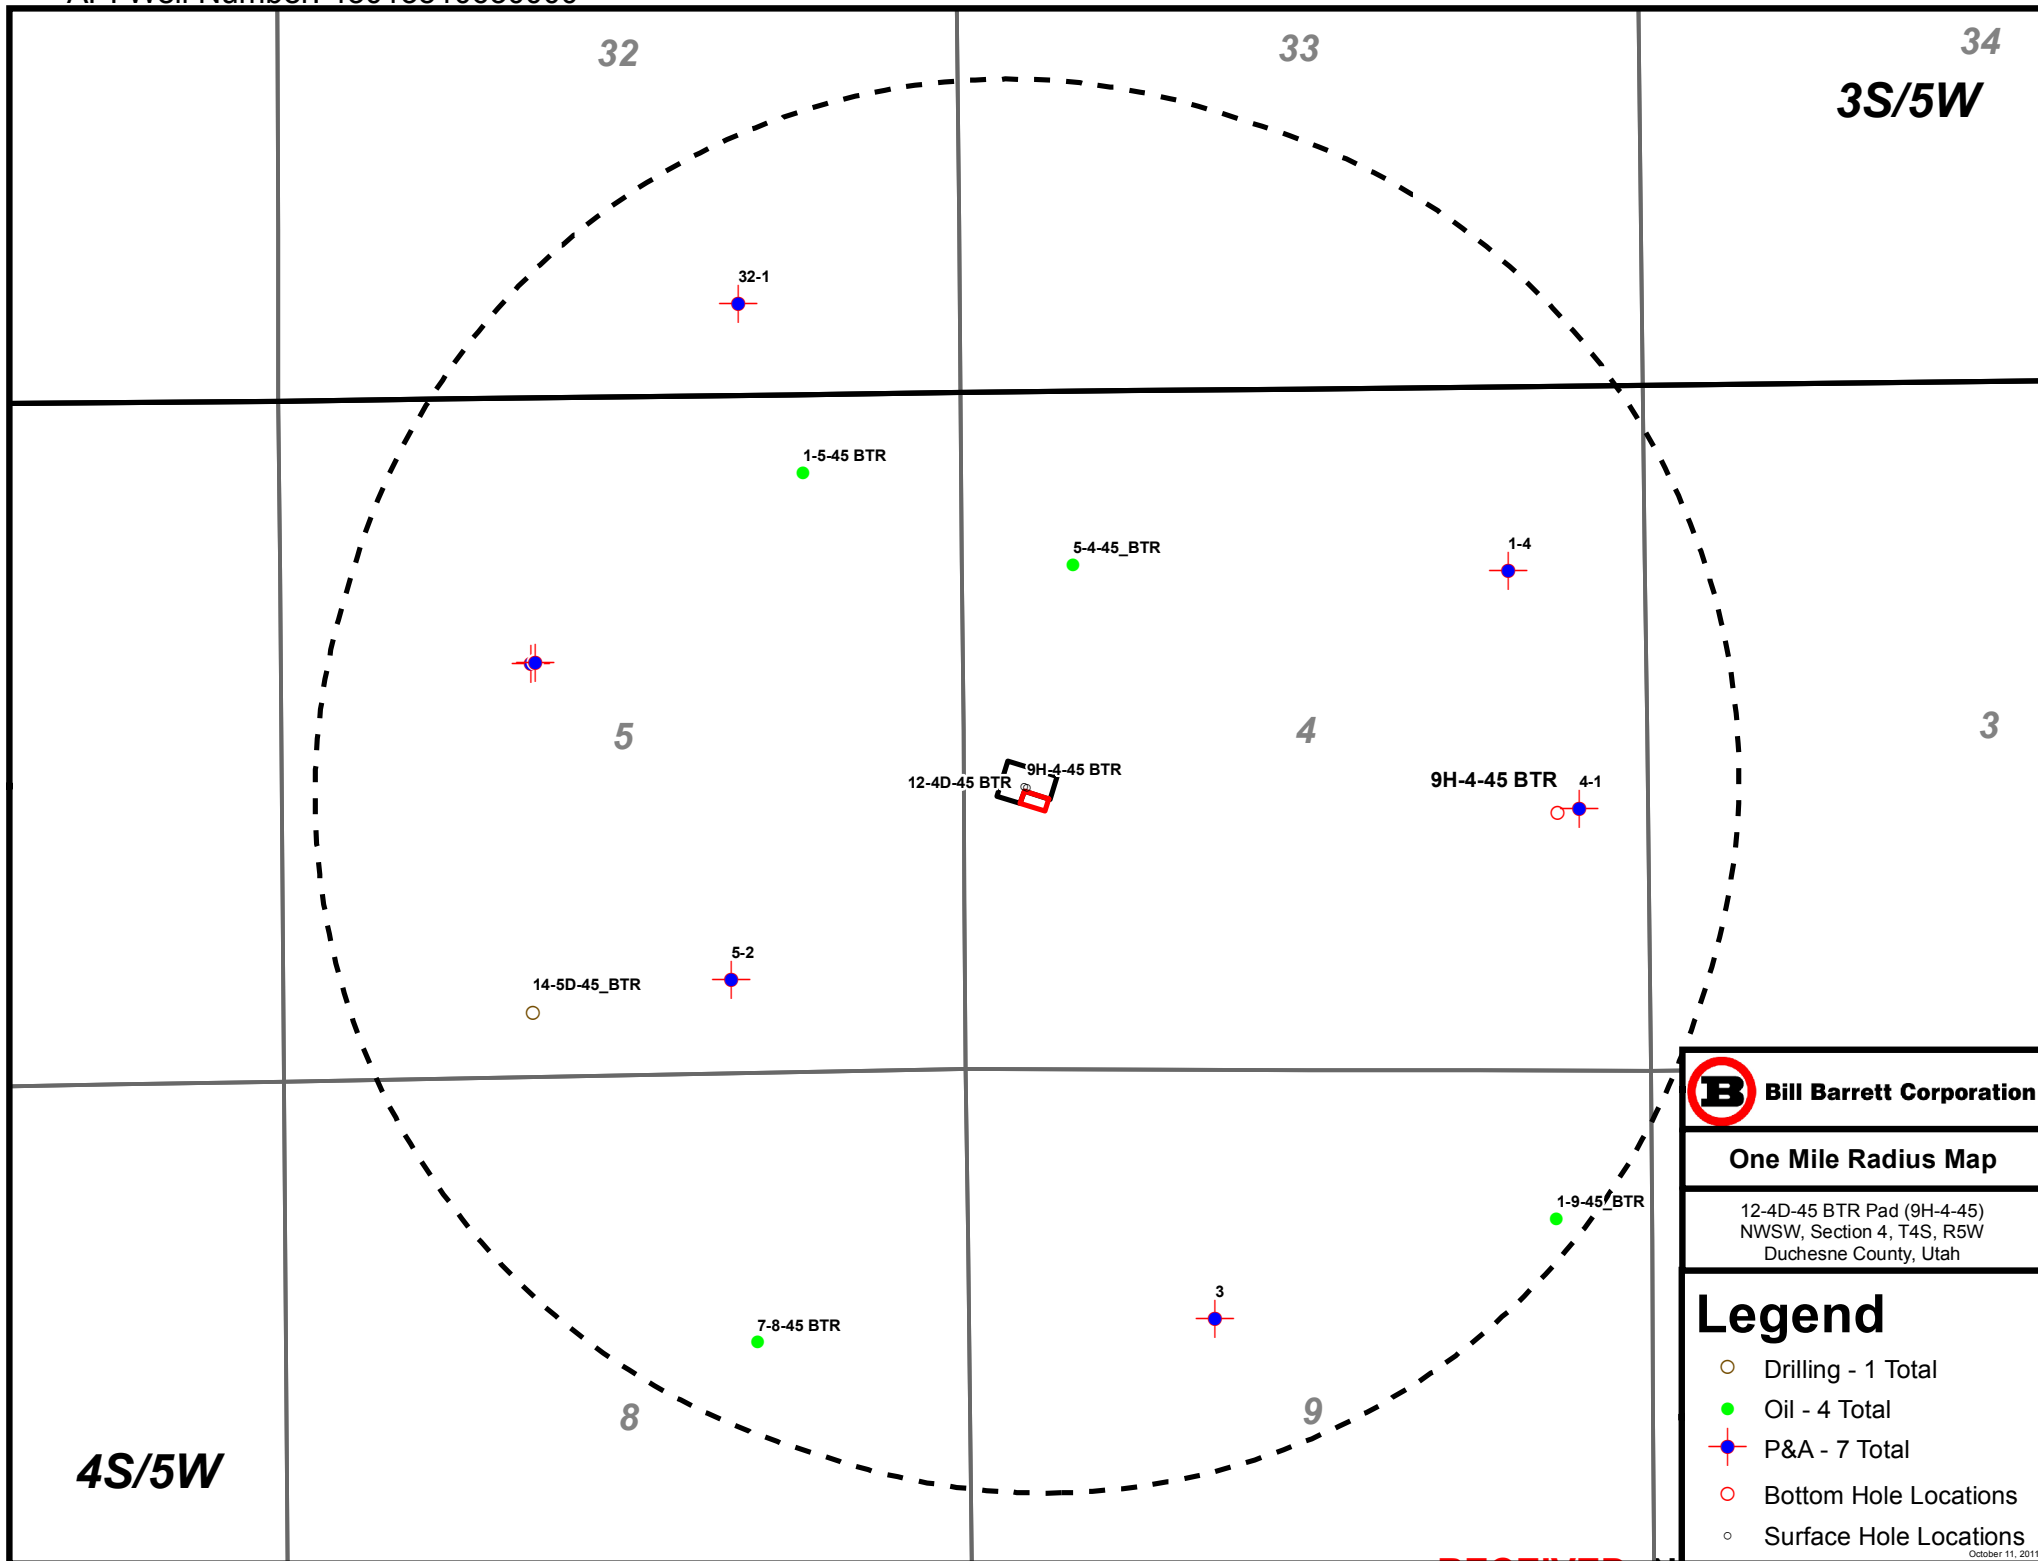 32
33
34
3S/5W
32-1
1-5-45 BTR
5-4-45_BTR
1-4
5
4
3
9H-4-45 BTR
12-4D-45 BTR
9H-4-45 BTR
4-1
5-2
14-5D-45_BTR
B Bill Barrett Corporation
One Mile Radius Map
12-4D-45 BTR Pad (9H-4-45)
NWSW, Section 4, T4S, R5W
Duchesne County, Utah
1-9-45_BTR
3
7-8-45 BTR
8
9
4S/5W
Legend
Drilling - 1 Total
Oil - 4 Total
P&A - 7 Total
Bottom Hole Locations
Surface Hole Locations
October 11, 2011